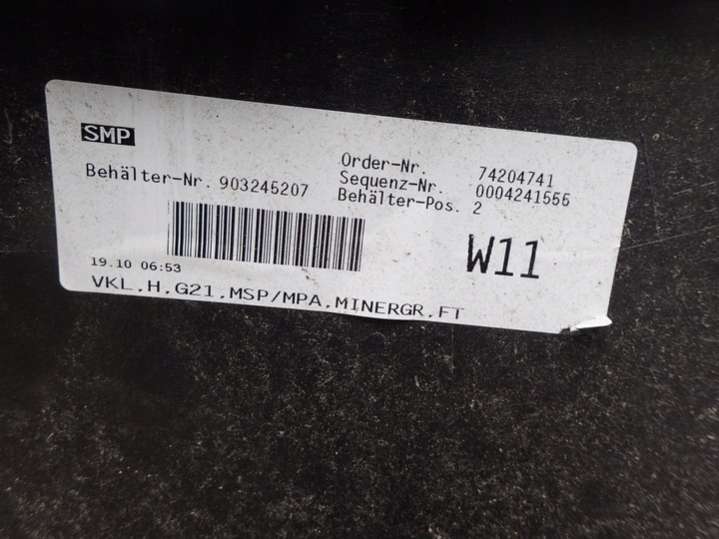 SMP
Order-Nr. 74204741
Behälter-Nr. 903245207 Sequenz-Nr. 0004241556
Behälter-Pos. 2
W11
19.10 06:53
VKL.H.G21.MSP/MPA.MINERGR.FT